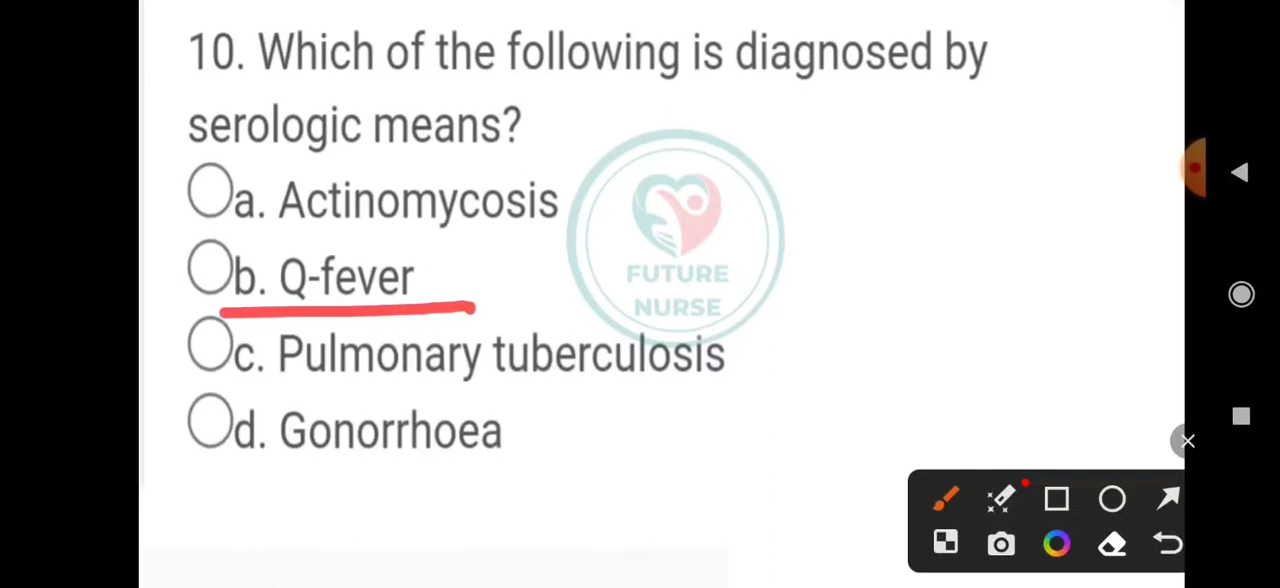 10. Which of the following is diagnosed by
serologic means?
a. Actinomycosis
b. Q-fever
c. Pulmonary tuberculosis
d. Gonorrhoea
FUTURE
NURSE